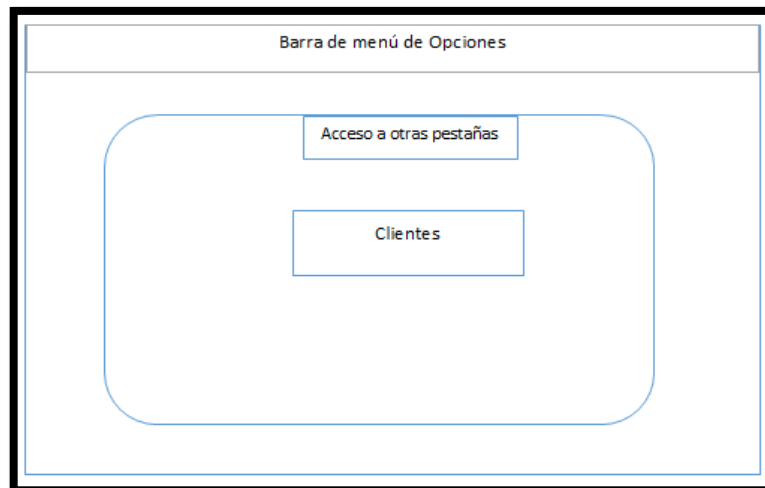 Barra de menú de Opciones
Acceso a otras pestañas
Clientes